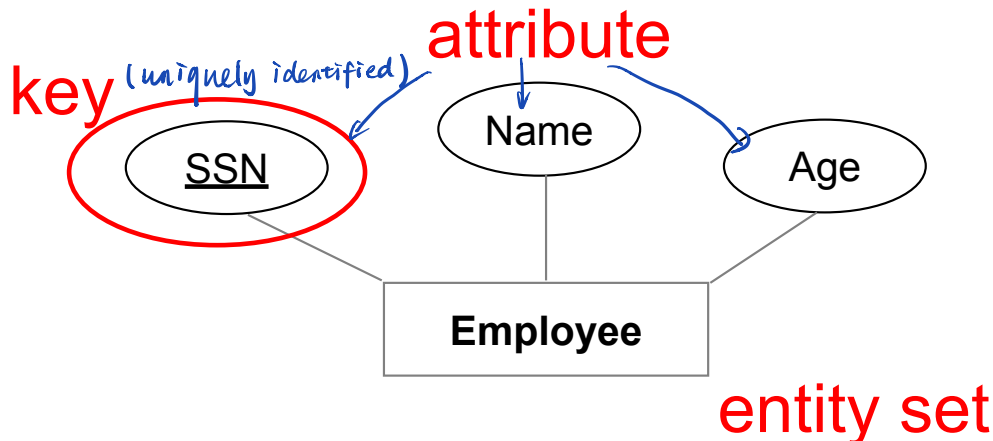 attribute
key (uniquely identified)
SSN
Name
Age
Employee
entity set